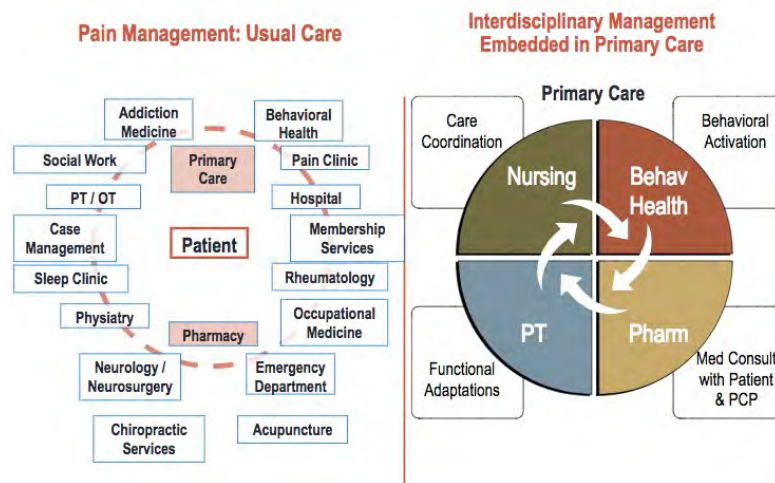 Pain Management: Usual Care
Addiction
Medicine
Behavioral
Health
Social Work
Primary
Care
Pain Clinic
PT / OT
Hospital
Case
Management
Patient
Membership
Services
Sleep Clinic
Rheumatology
Physiatry
Pharmacy
Occupational
Medicine
Neurology /
Neurosurgery
Emergency
Department
Chiropractic
Services
Acupuncture
Interdisciplinary Management
Embedded in Primary Care
Primary Care
Care
Coordination
Behavioral
Activation
Nursing
Behav
Health
PT
Pharm
Functional
Adaptations
Med Consult
with Patient
& PCP